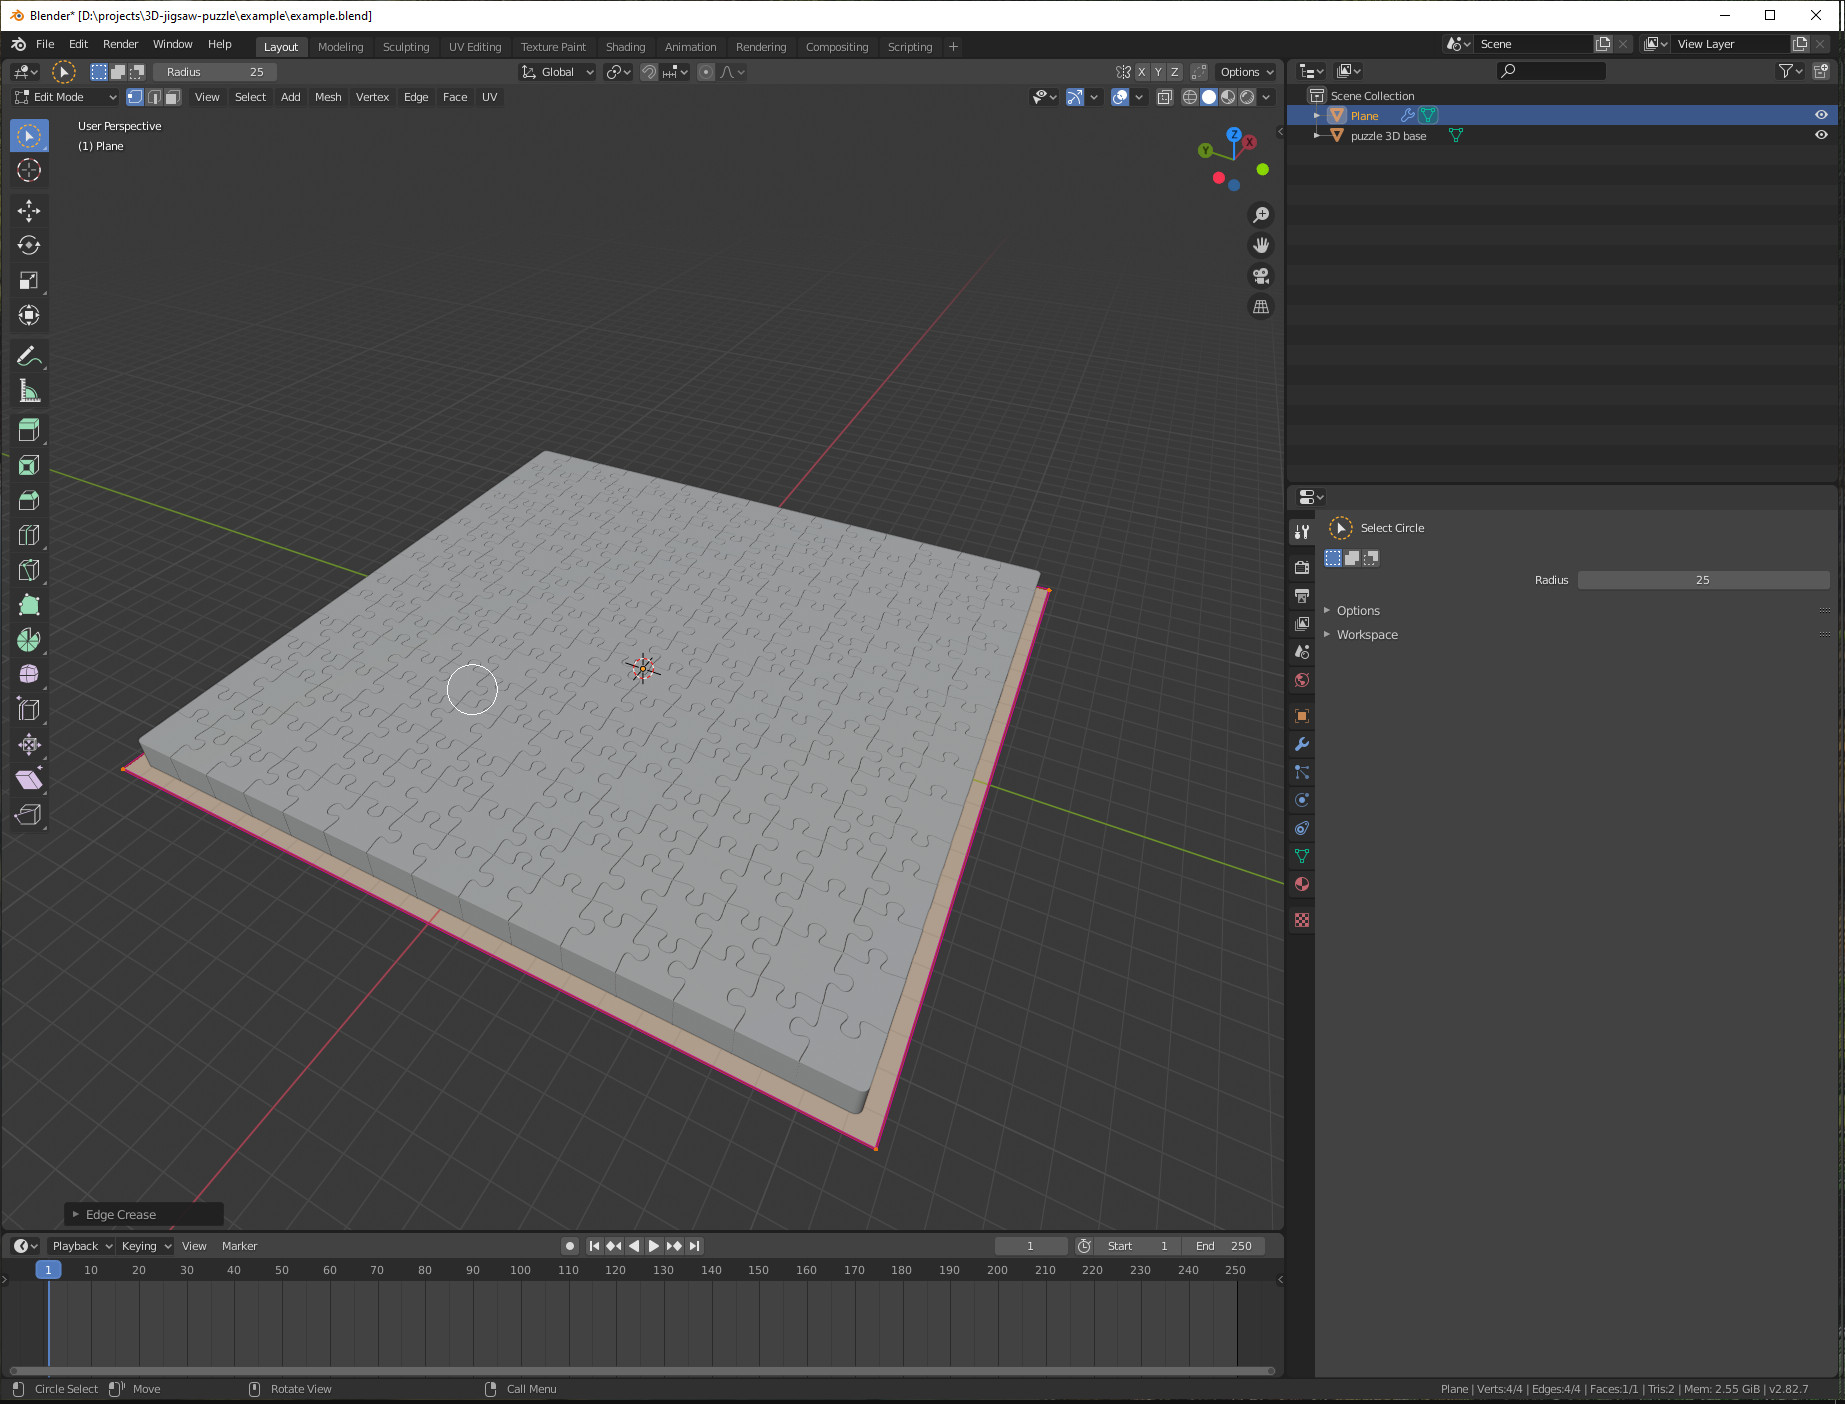 Blender* [D:\projects\3D-jigsaw-puzzle\example\example.blend]
File Edit Render Window Help Layout Modeling Sculpting UV Editing Texture Paint Shading Animation Rendering Compositing Scripting + Scene View Layer
Radius 25 Global X Y Z Options
Edit Mode View Select Add Mesh Vertex Edge Face UV
User Perspective
(1) Plane
Z
X
Y
Scene Collection
Plane
puzzle 3D base
Select Circle
Radius 25
Options
Workspace
Edge Crease
Playback Keying View Marker 1 Start 1 End 250
1 10 20 30 40 50 60 70 80 90 100 110 120 130 140 150 160 170 180 190 200 210 220 230 240 250
Circle Select Move Rotate View Call Menu Plane | Verts:4/4 | Edges:4/4 | Faces:1/1 | Tris:2 | Mem: 2.55 GiB | v2.82.7